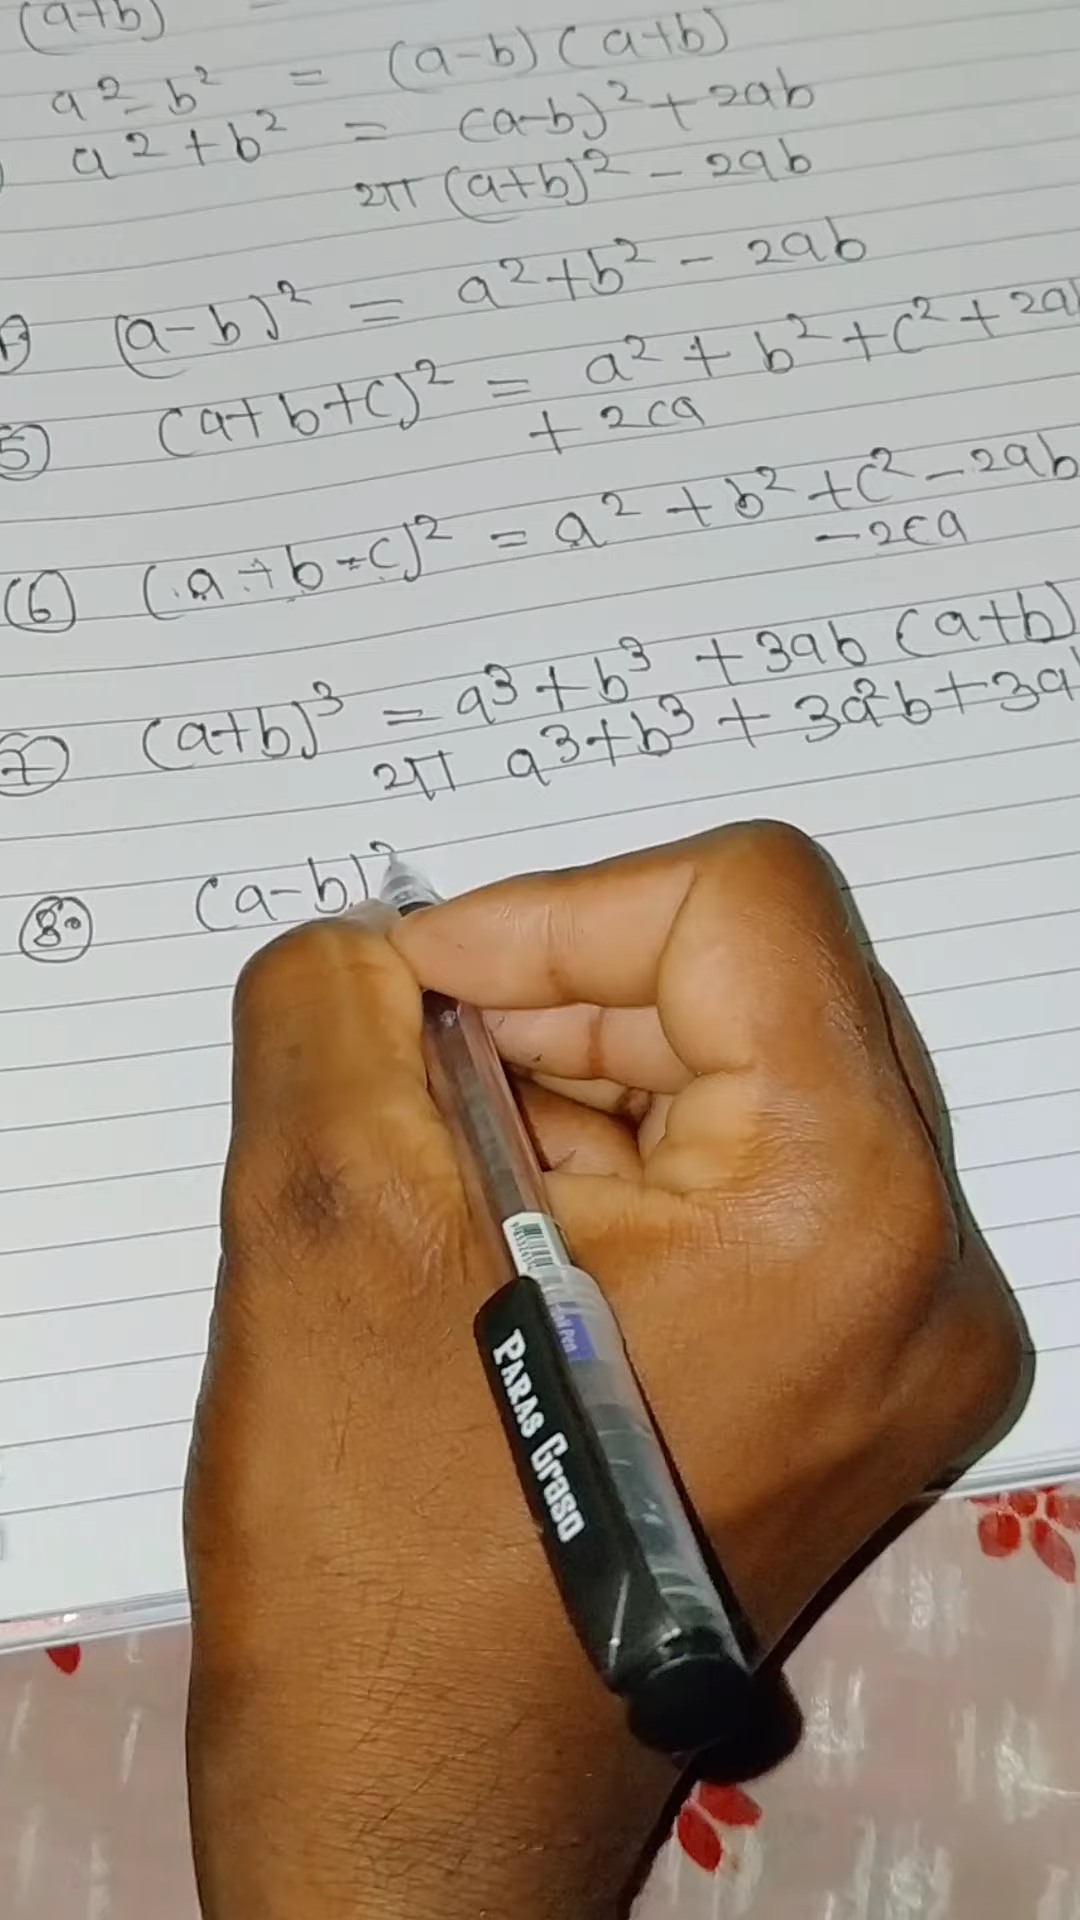 (a+b)
a² - b² = (a-b) (a+b)
a² + b² = (a-b)² + 2ab
या (a+b)² - 2ab
(a-b)² = a² + b² - 2ab
⑤ (a+b+c)² = a² + b² + c² + 2a
+ 2ca
⑥ (a+b-c)² = a² + b² + c² - 2ab
- 2ca
⑦ (a+b)³ = a³ + b³ + 3ab (a+b)
या a³ + b³ + 3a²b + 3a
⑧ (a-b)
PARAS Graso